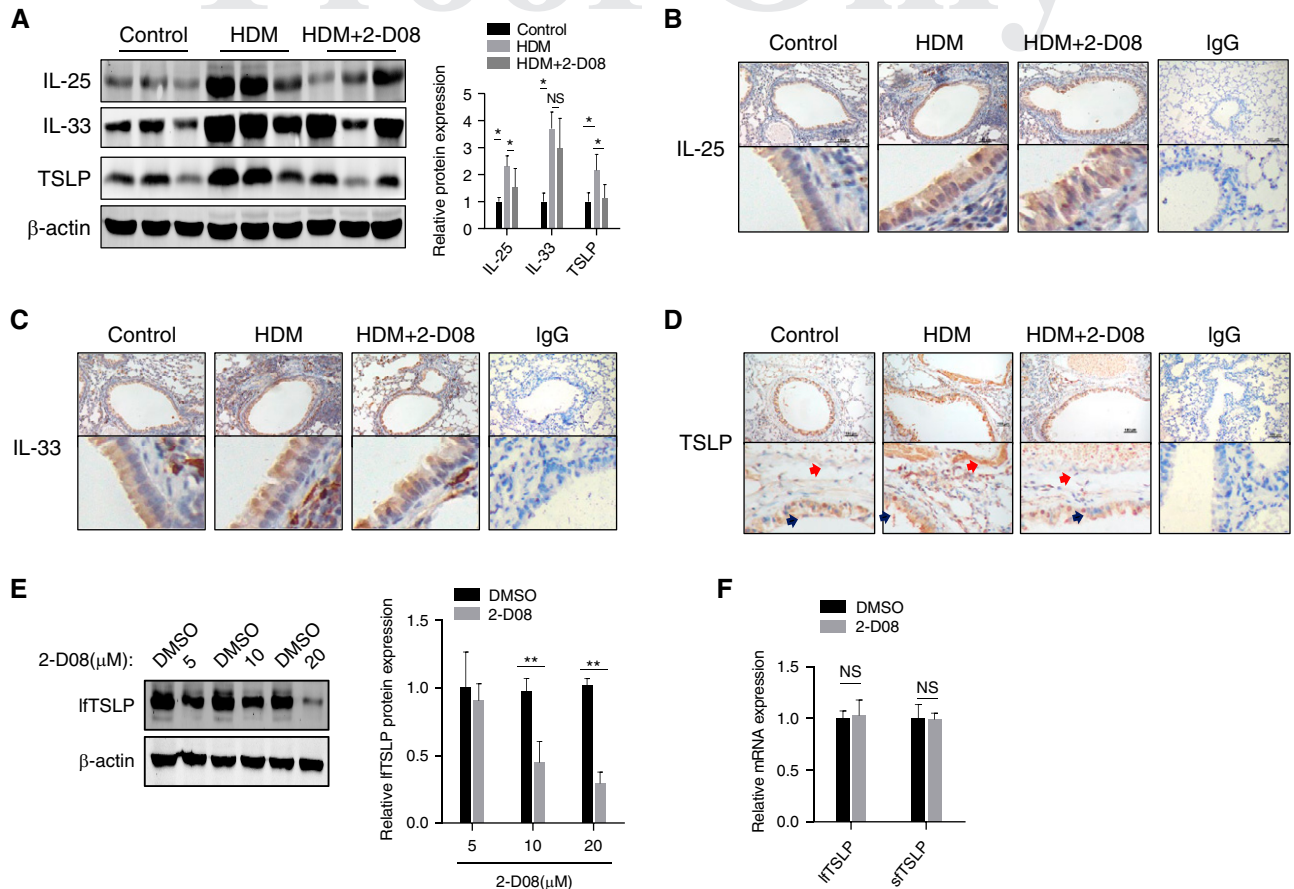 Proof Only
A
Control HDM HDM+2-D08
IL-25
IL-33
TSLP
β-actin
Control
HDM
HDM+2-D08
Relative protein expression
5
4
3
2
1
0
* * * NS * *
IL-25 IL-33 TSLP
B
Control HDM HDM+2-D08 IgG
IL-25
C
Control HDM HDM+2-D08 IgG
IL-33
D
Control HDM HDM+2-D08 IgG
TSLP
E
2-D08(μM): DMSO 5 DMSO 10 DMSO 20
lfTSLP
β-actin
DMSO
2-D08
Relative lfTSLP protein expression
1.5
1.0
0.5
0.0
** **
5 10 20
2-D08(μM)
F
DMSO
2-D08
Relative mRNA expression
1.5
1.0
0.5
0.0
NS NS
lfTSLP sfTSLP